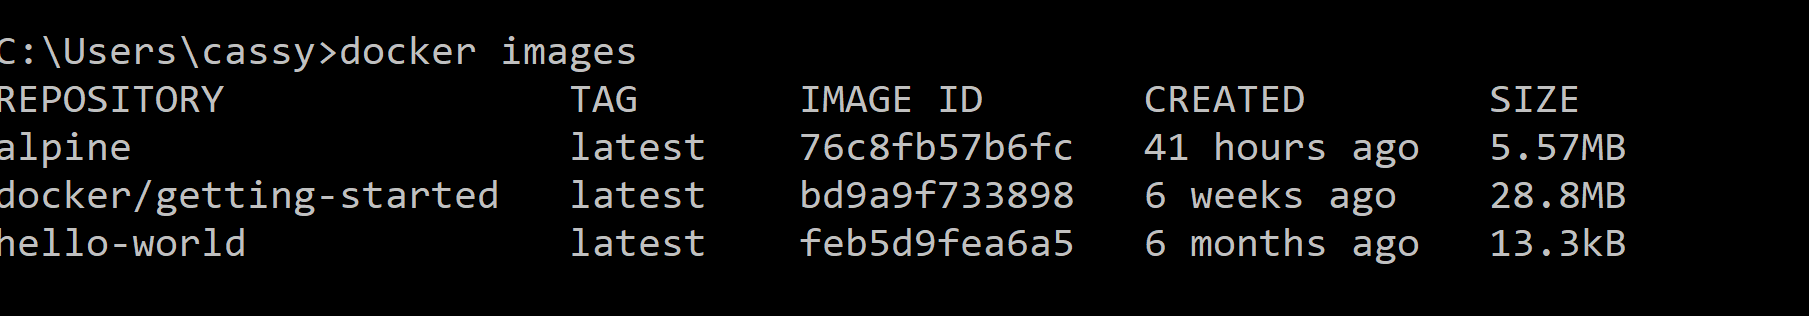 C:\Users\cassy>docker images
REPOSITORY TAG IMAGE ID CREATED SIZE
alpine latest 76c8fb57b6fc 41 hours ago 5.57MB
docker/getting-started latest bd9a9f733898 6 weeks ago 28.8MB
hello-world latest feb5d9fea6a5 6 months ago 13.3kB